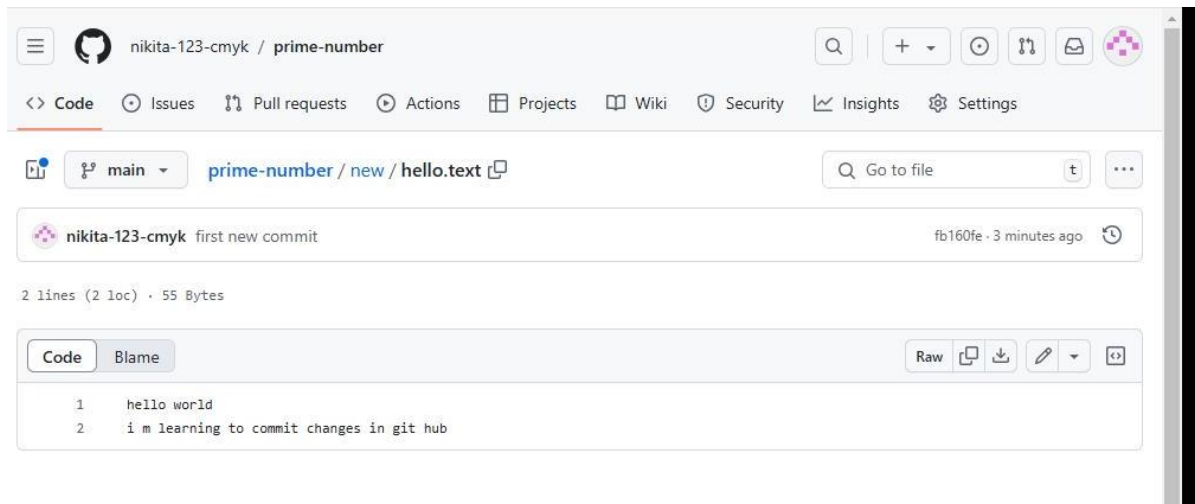 nikita-123-cmyk / prime-number
Code Issues Pull requests Actions Projects Wiki Security Insights Settings
main prime-number / new / hello.text Go to file t
nikita-123-cmyk first new commit fb160fe · 3 minutes ago
2 lines (2 loc) · 55 Bytes
Code Blame Raw
1 hello world
2 i m learning to commit changes in git hub